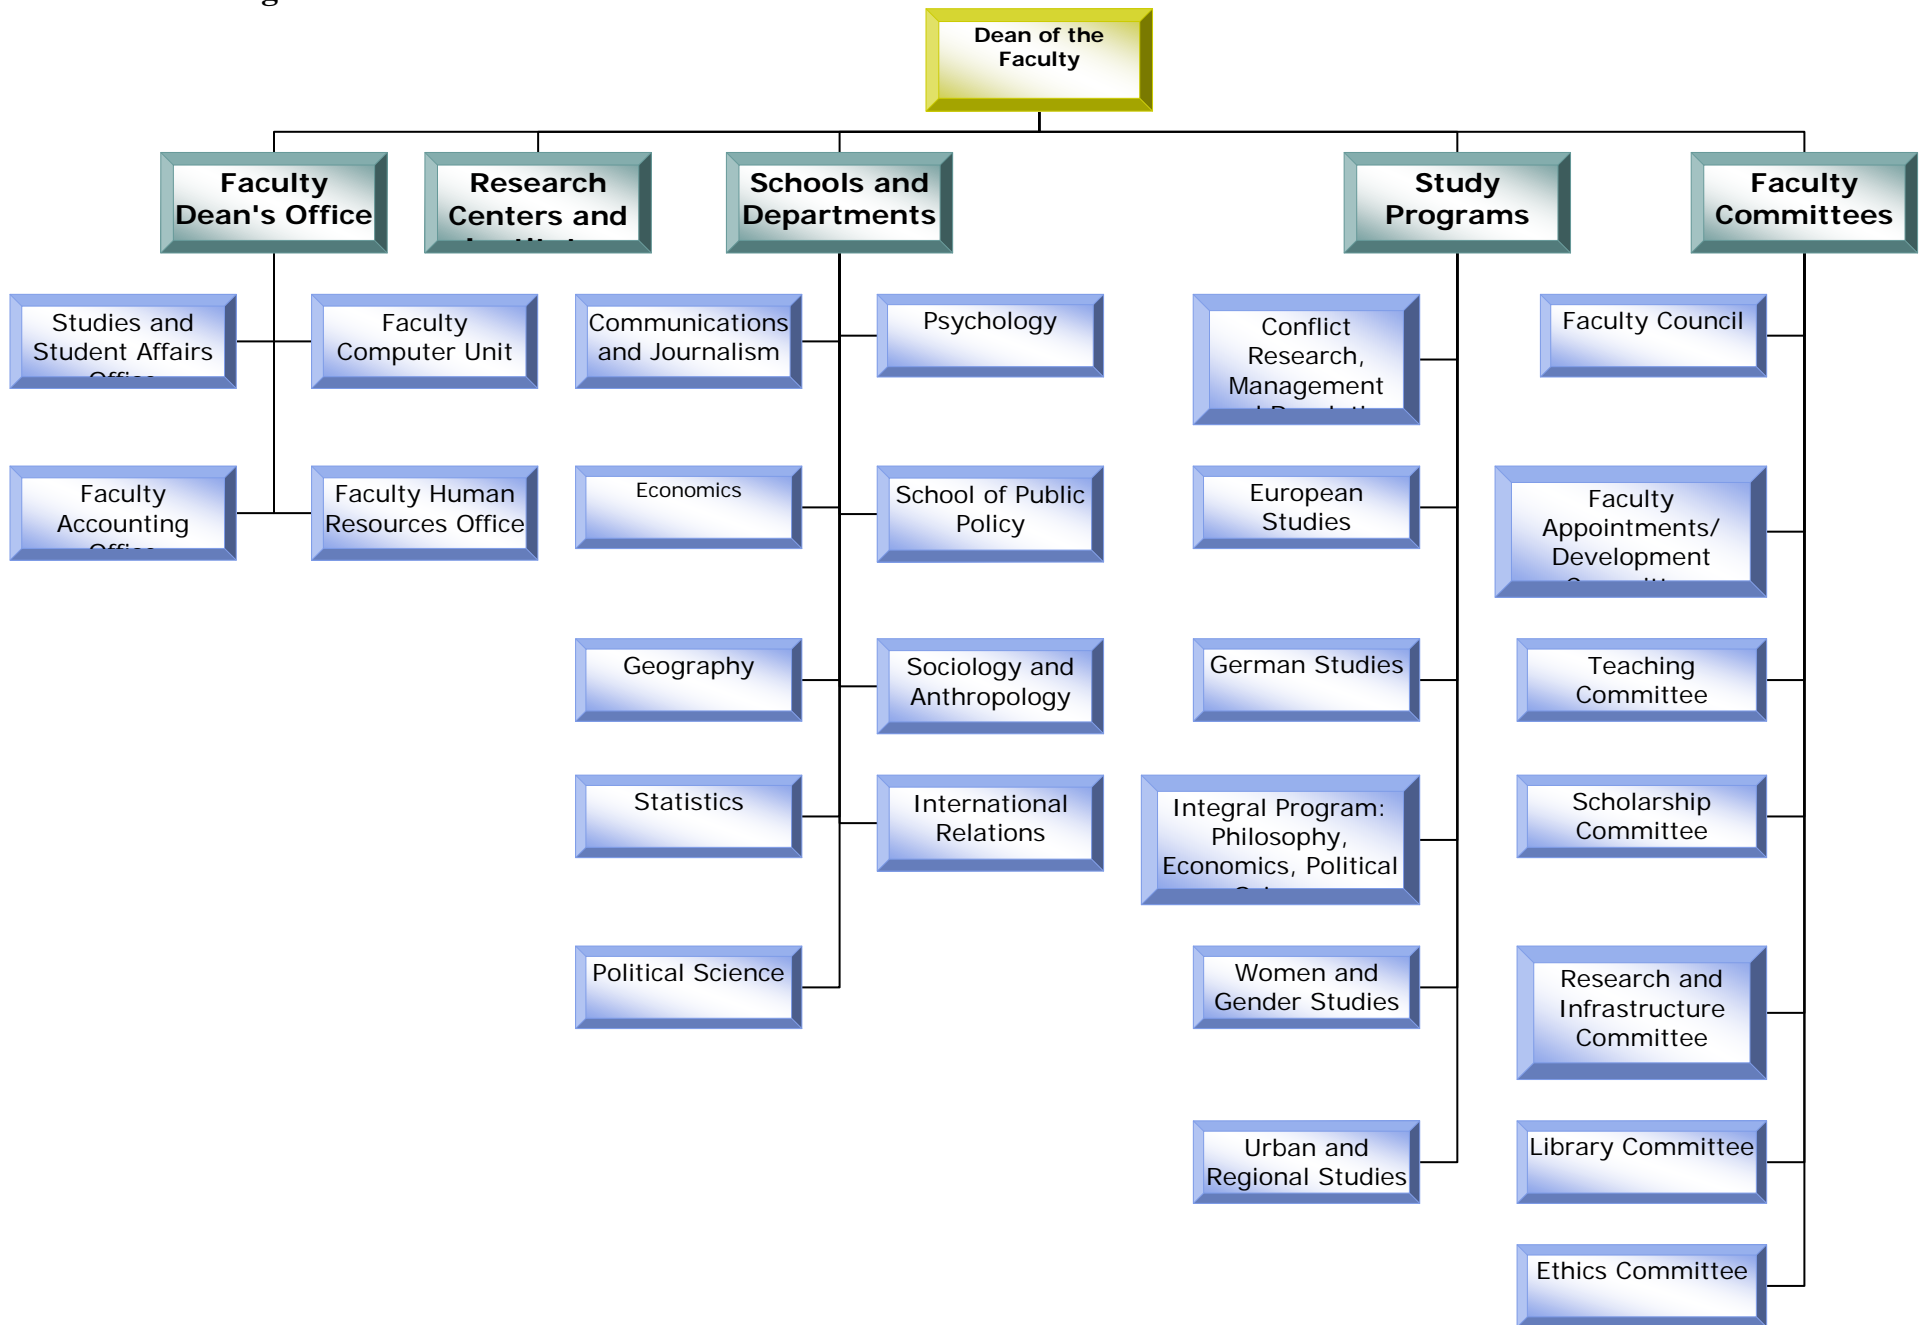 Dean of the
Faculty
Faculty
Dean's Office
Research
Centers and
Schools and
Departments
Study
Programs
Faculty
Committees
Studies and
Student Affairs
Office
Faculty
Computer Unit
Communications
and Journalism
Psychology
Conflict
Research,
Management
Faculty Council
Faculty
Accounting
Office
Faculty Human
Resources Office
Economics
School of Public
Policy
European
Studies
Faculty
Appointments/
Development
Geography
Sociology and
Anthropology
German Studies
Teaching
Committee
Statistics
International
Relations
Integral Program:
Philosophy,
Economics, Political
Scholarship
Committee
Political Science
Women and
Gender Studies
Research and
Infrastructure
Committee
Urban and
Regional Studies
Library Committee
Ethics Committee